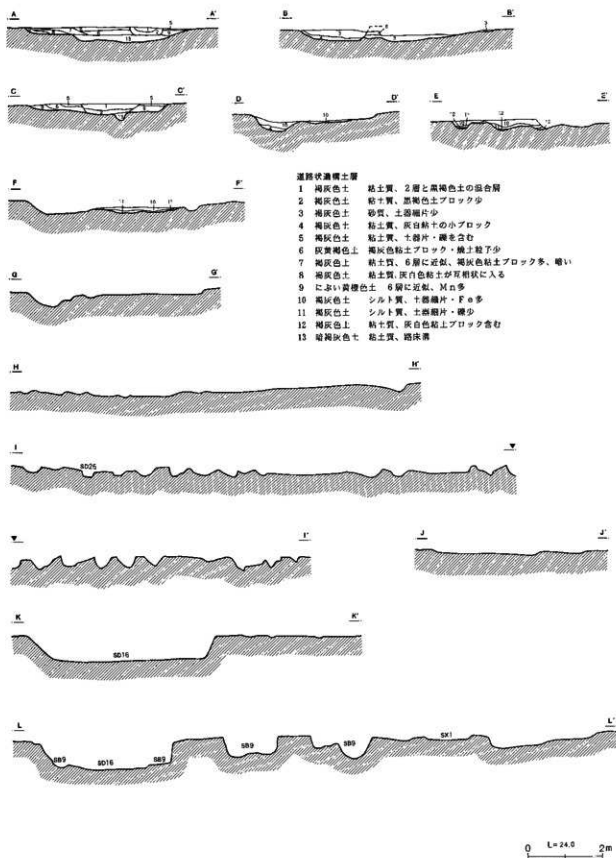 A A'
B B'
C C'
D D'
E E'
F F'
G G'
道路状遺構土層
1 褐灰色土 粘土質、2層と黒褐色土の混合層
2 褐灰色土 粘土質、黒褐色土ブロック少
3 褐灰色土 砂質、土器細片少
4 褐灰色土 粘土質、灰白粘土の小ブロック
5 褐灰色土 粘土質、土器片・礫を含む
6 灰黄褐色土 褐灰色粘土ブロック・焼土粒子少
7 褐灰色土 粘土質、6層に近似、褐灰色粘土ブロック多、暗い
8 褐灰色土 粘土質、灰白色粘土が互相状に入る
9 にぶい黄橙色土 6層に近似、Mn多
10 褐灰色土 シルト質、土器細片・Fe多
11 褐灰色土 シルト質、土器細片・礫少
12 褐灰色土 粘土質、灰白色粘土ブロック含む
13 暗褐灰色土 粘土質、路床溝
H H'
I
SD26
I'
J J'
K K'
SD16
L L'
SB9 SD16 SB9 SB9 SB9 SX1
L=24.0
0 2m